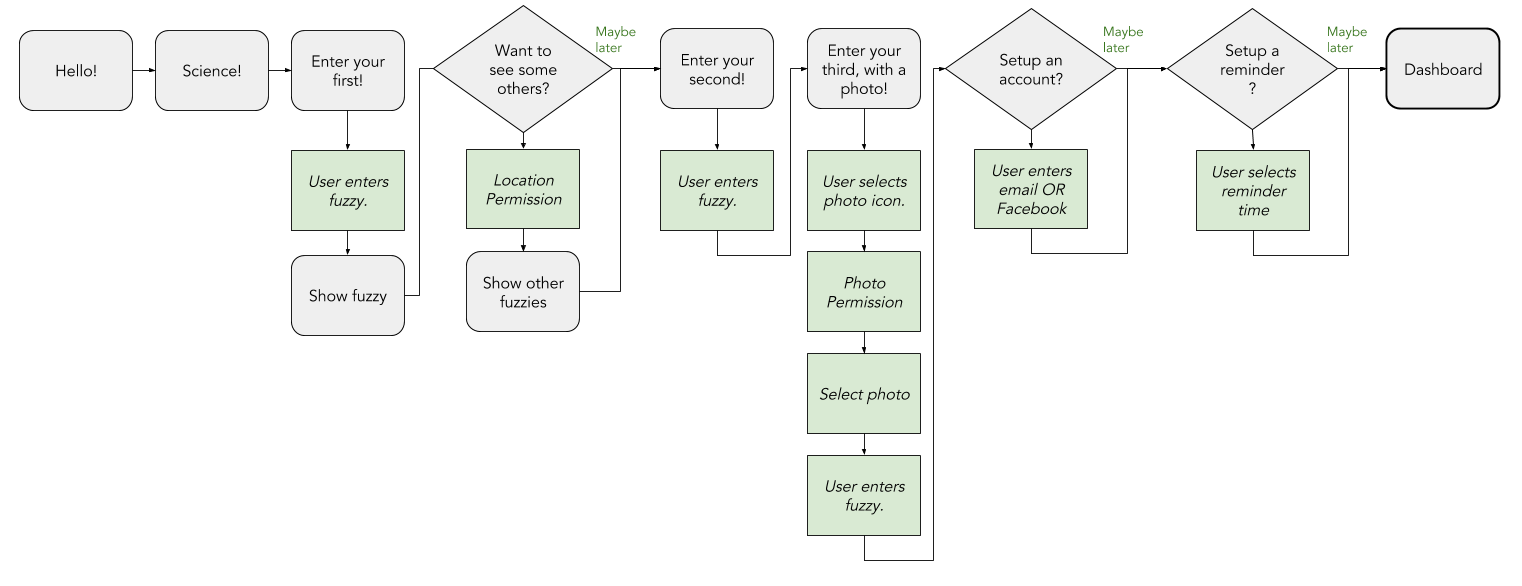 Hello!
Science!
Enter your
first!
User enters
fuzzy.
Show fuzzy
Want to
see some
others?
Maybe
later
Location
Permission
Show other
fuzzies
Enter your
second!
User enters
fuzzy.
Enter your
third, with a
photo!
User selects
photo icon.
Photo
Permission
Select photo
User enters
fuzzy.
Setup an
account?
Maybe
later
User enters
email OR
Facebook
Setup a
reminder
?
Maybe
later
User selects
reminder
time
Dashboard